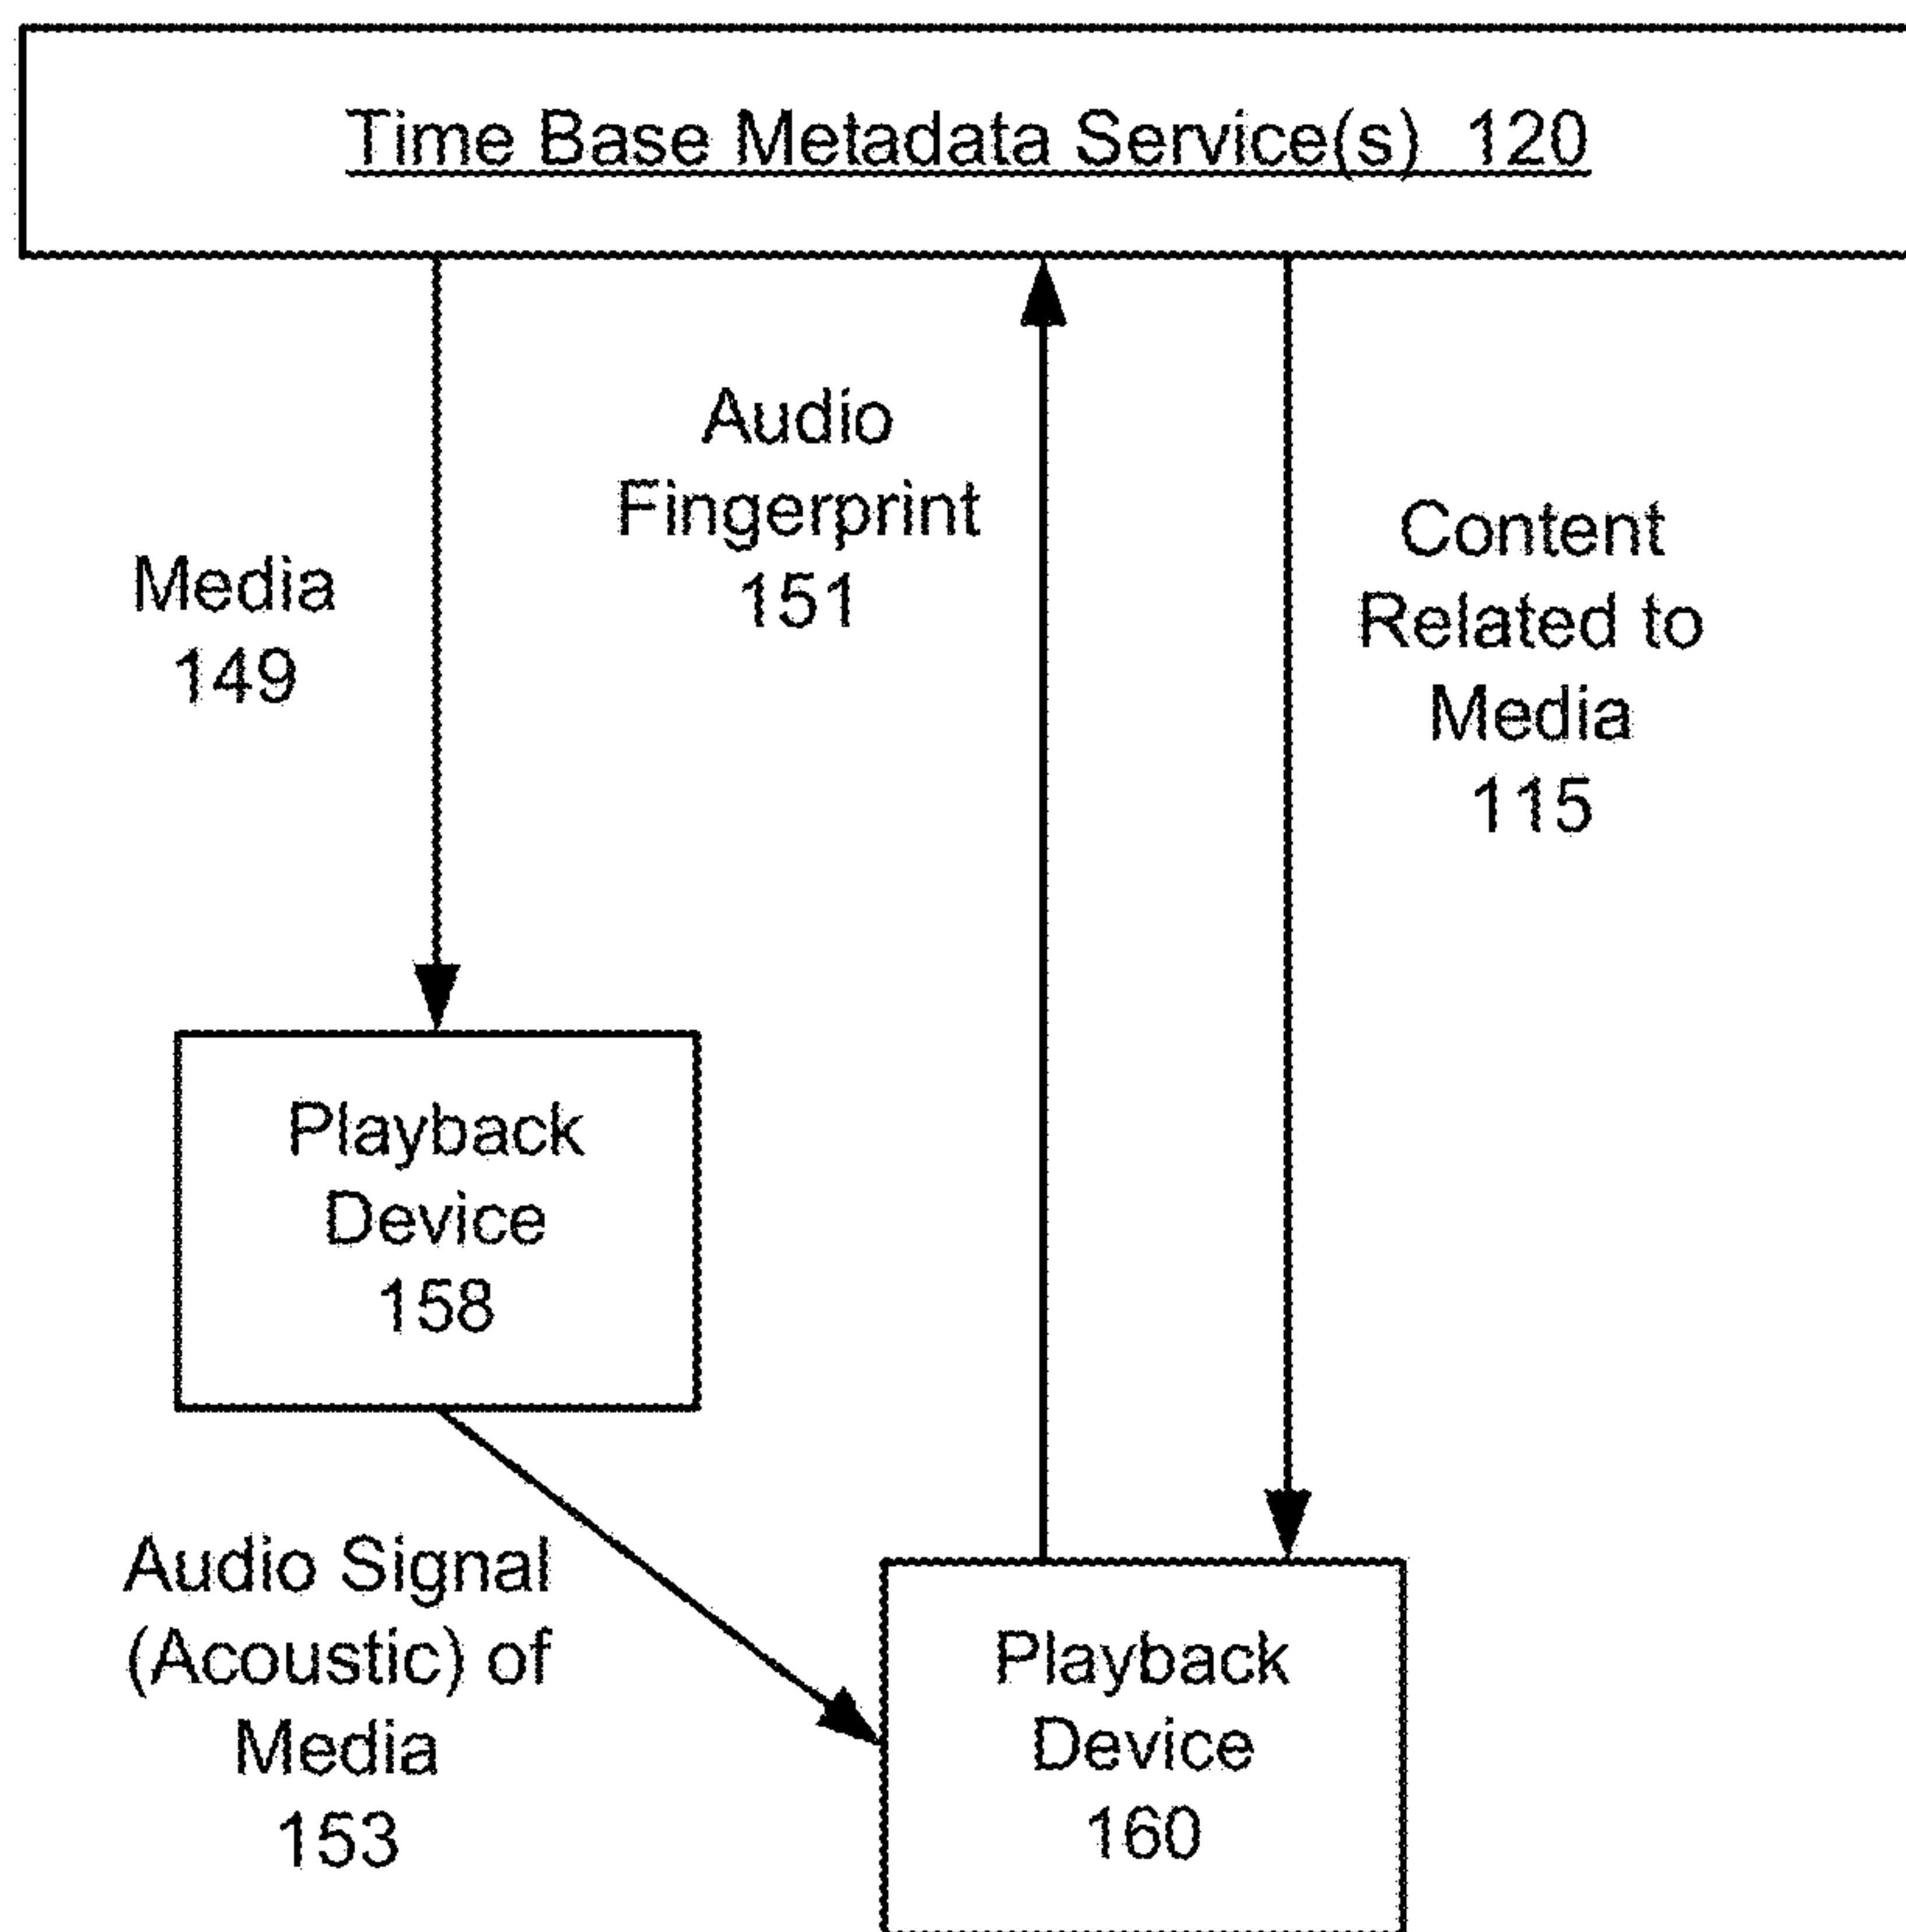 Time Base Metadata Service(s) 120
Media
149
Audio
Fingerprint
151
Content
Related to
Media
115
Playback
Device
158
Audio Signal
(Acoustic) of
Media
153
Playback
Device
160